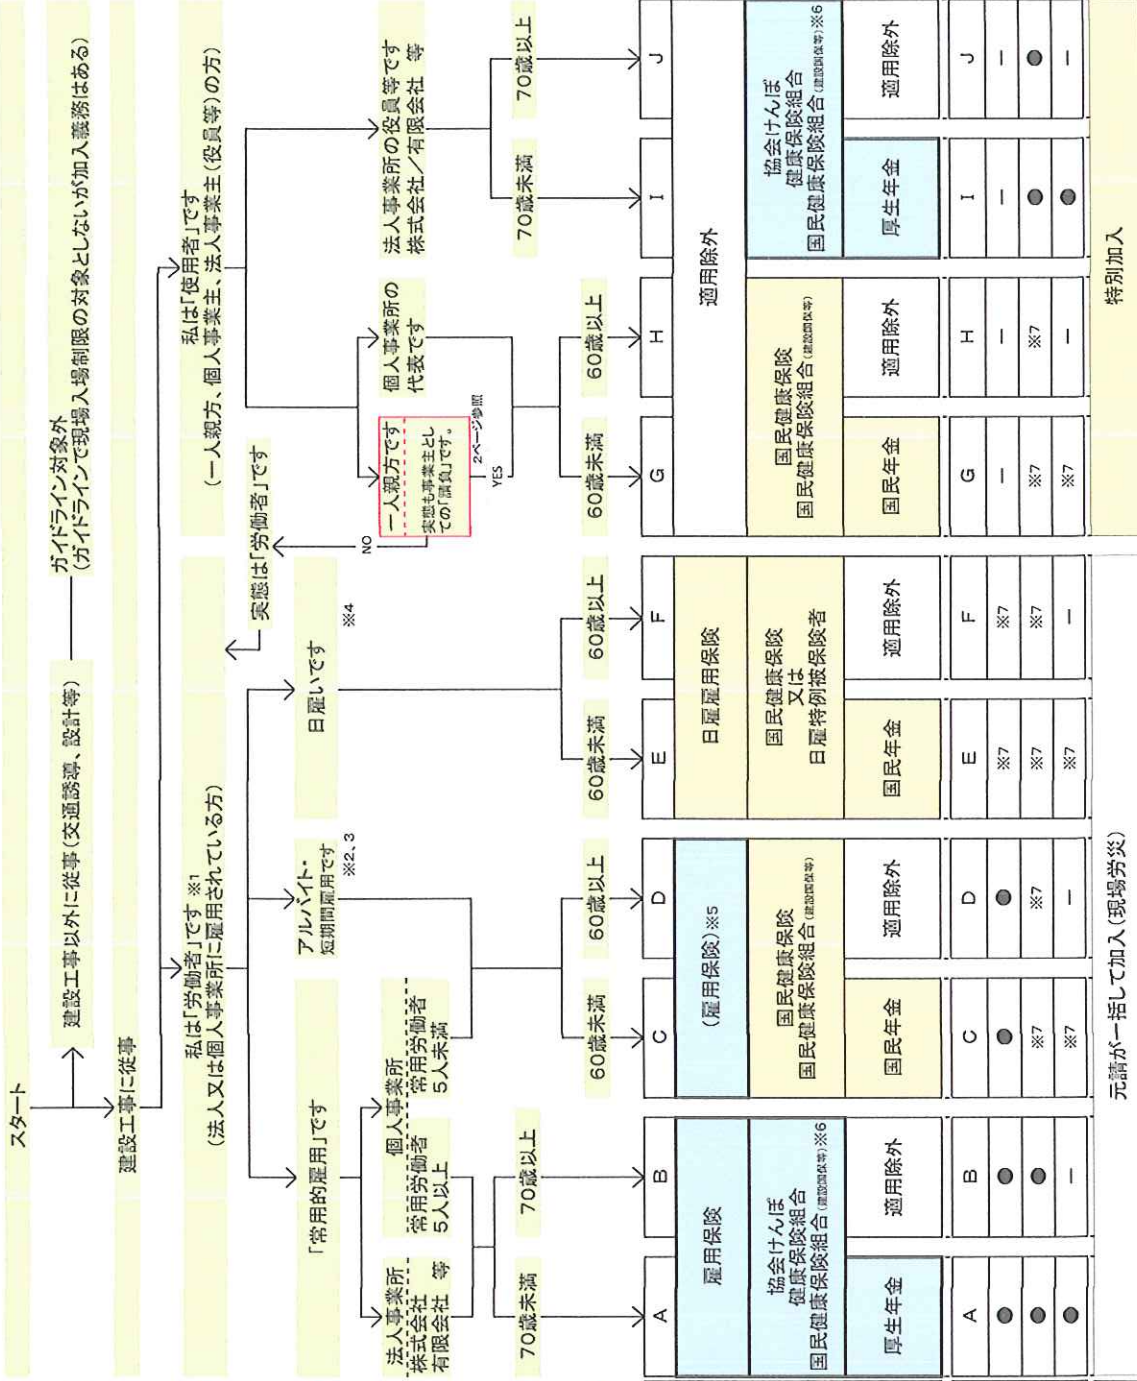 スタート
建設工事以外に従事(交通誘導、設計等)
ガイドライン対象外
(ガイドラインで現場入場制限の対象としないが加入義務はある)
建設工事に従事
私は「労働者」です ※1
(法人又は個人事業所に雇用されている方)
私は「使用者」です
(一人親方、個人事業主、法人事業主(役員等)の方)
実態は「労働者」です
「常用的雇用」です
アルバイト・
短期間雇用です
※2、3
日雇いです
※4
法人事業所
株式会社
有限会社 等
個人事業所
常用労働者
5人以上
常用労働者
5人未満
NO
一人親方です
実態も事業主とし
ての「請負」です。
2ページ参照
YES
個人事業所の
代表です
法人事業所の役員等です
株式会社/有限会社 等
70歳未満
70歳以上
60歳未満
60歳以上
60歳未満
60歳以上
60歳未満
60歳以上
70歳未満
70歳以上
A
B
C
D
E
F
G
H
I
J
雇用保険
(雇用保険)※5
日雇雇用保険
適用除外
協会けんぽ
健康保険組合
国民健康保険組合(建設国保等)※6
国民健康保険
国民健康保険組合(建設国保等)
国民健康保険
又は
日雇特例被保険者
国民健康保険
国民健康保険組合(建設国保等)
協会けんぽ
健康保険組合
国民健康保険組合(建設国保等)※6
厚生年金
適用除外
国民年金
適用除外
国民年金
適用除外
国民年金
適用除外
厚生年金
適用除外
A B C D E F G H I J
● ● ● ● ※7 ※7 － － － －
● ● ※7 ※7 ※7 ※7 ※7 ※7 ● ●
● － ※7 － ※7 － ※7 － ● －
元請が一括して加入(現場労災)
特別加入